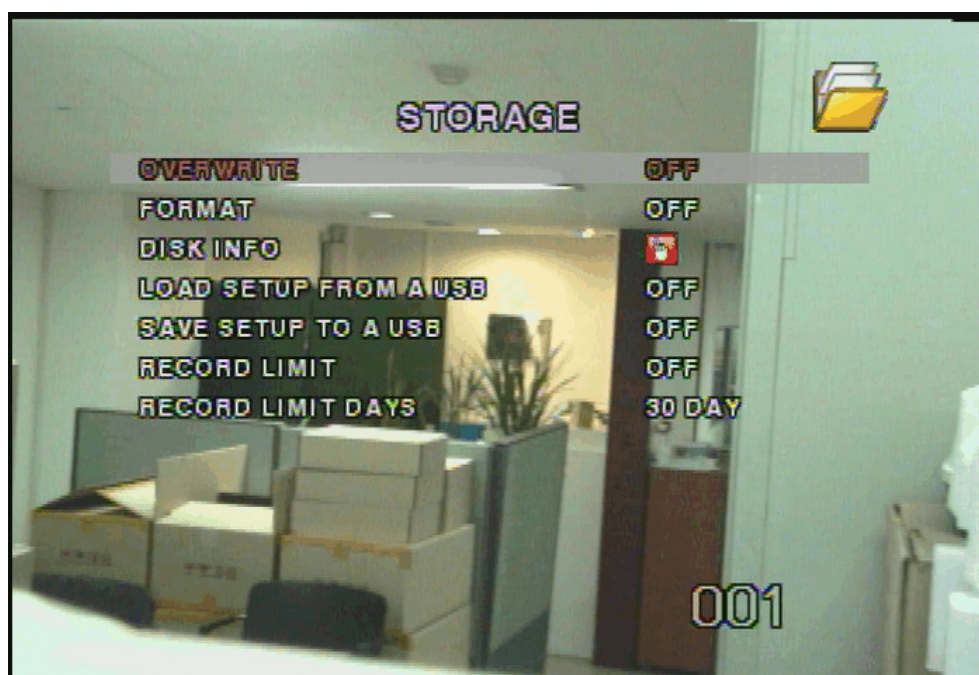 STORAGE
OVERWRITE OFF
FORMAT OFF
DISK INFO
LOAD SETUP FROM A USB OFF
SAVE SETUP TO A USB OFF
RECORD LIMIT OFF
RECORD LIMIT DAYS 30 DAY
001